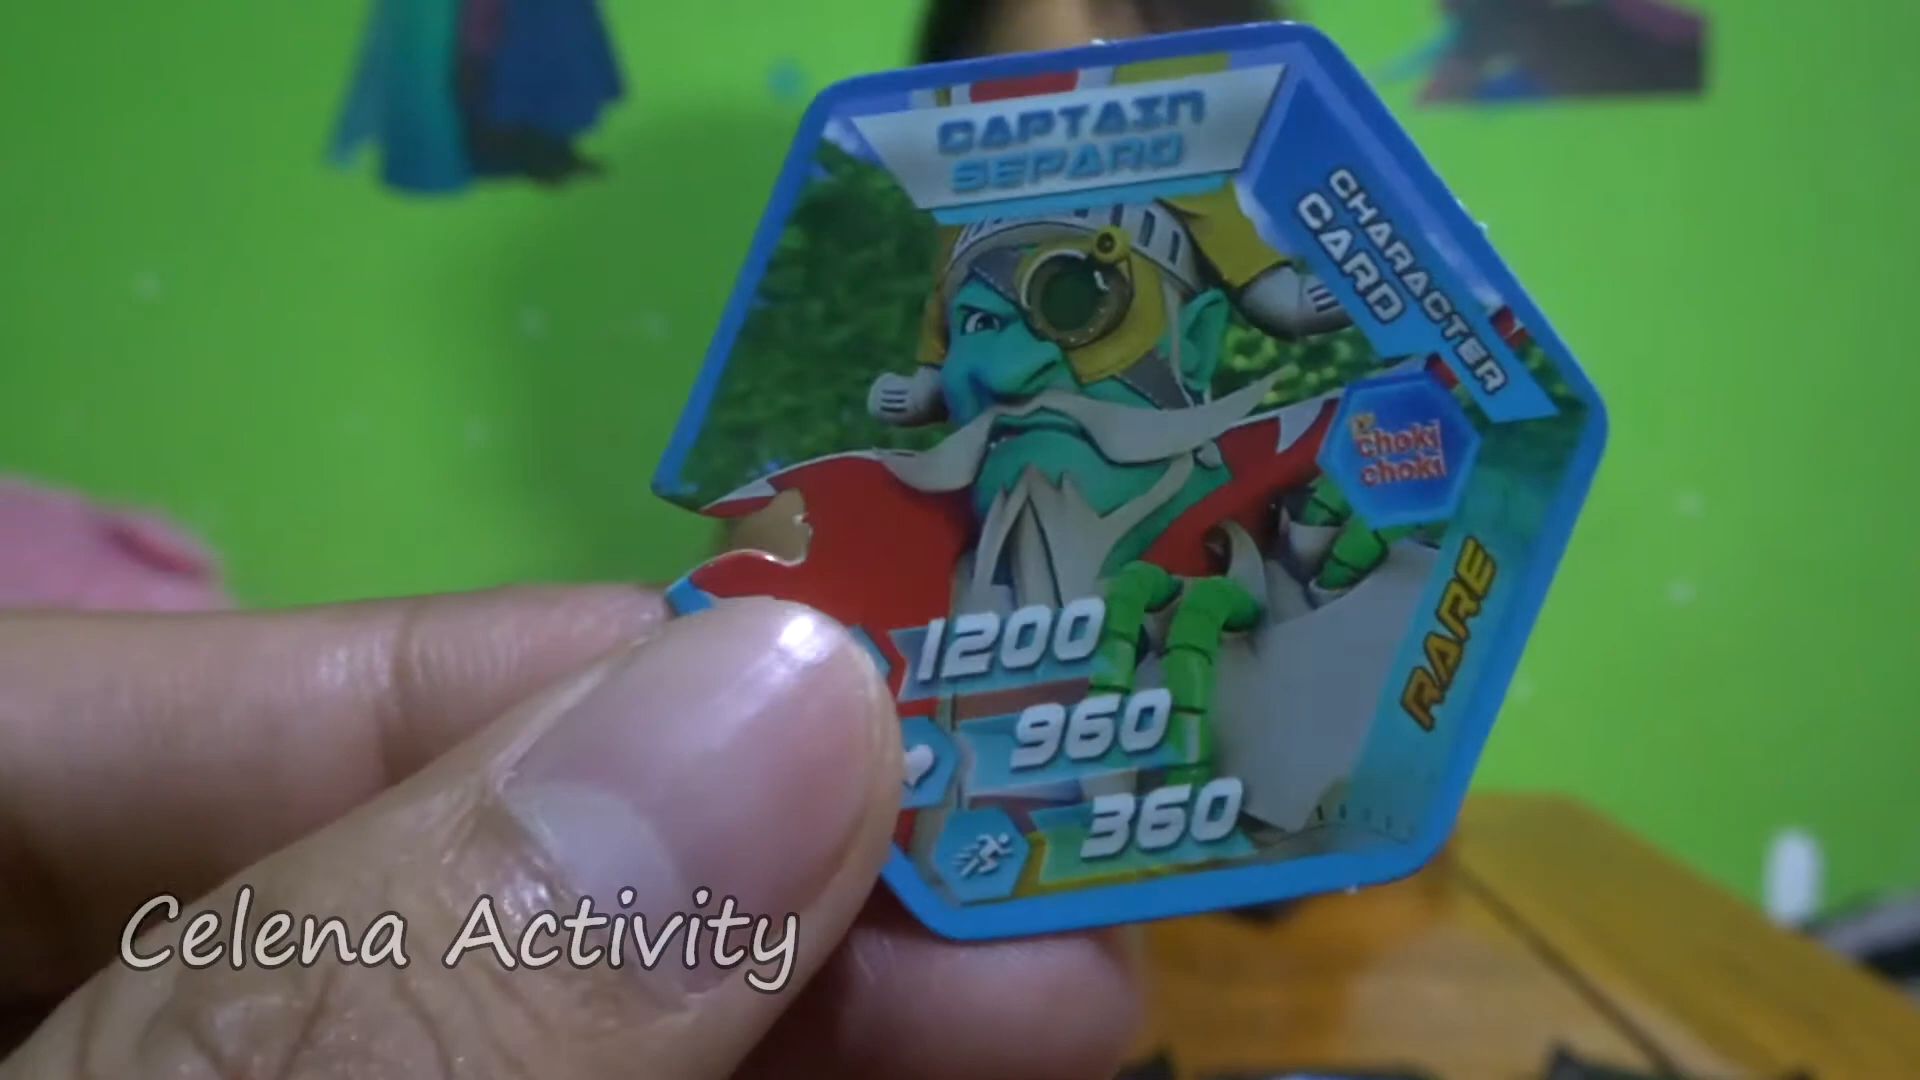 CAPTAIN
SEPARO
CHARACTER
CARD
choki
choki
RARE
1200
960
360
Celena Activity